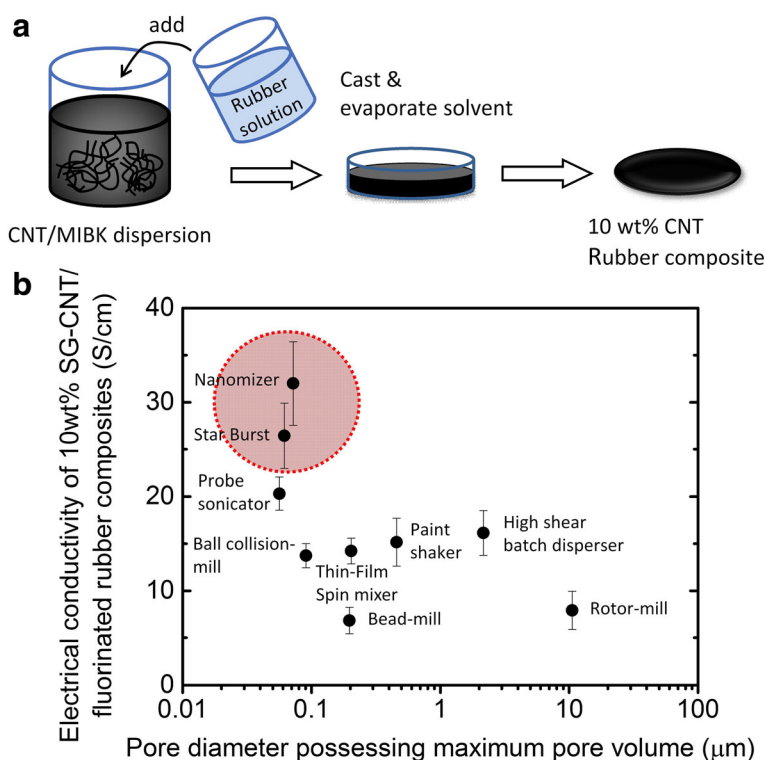 a
add
Rubber
solution
Cast &
evaporate solvent
CNT/MIBK dispersion
10 wt% CNT
Rubber composite
b
Electrical conductivity of 10wt% SG-CNT/
fluorinated rubber composites (S/cm)
40
30
20
10
0
Nanomizer
Star Burst
Probe
sonicator
Ball collision-
mill
Thin-Film
Spin mixer
Bead-mill
Paint
shaker
High shear
batch disperser
Rotor-mill
0.01
0.1
1
10
100
Pore diameter possessing maximum pore volume (μm)